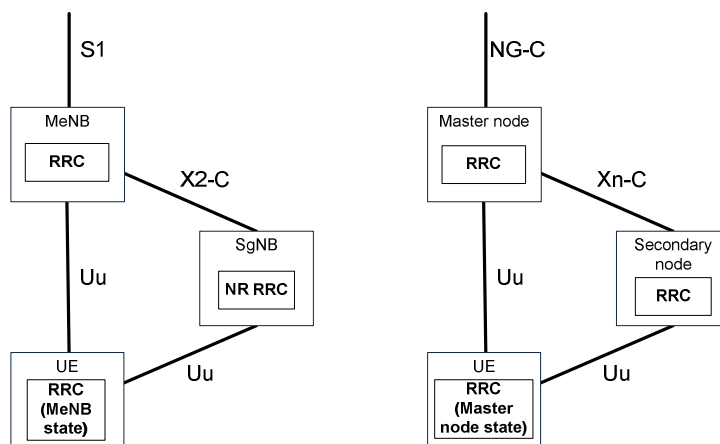 S1
MeNB
RRC
X2-C
SgNB
NR RRC
Uu
Uu
UE
RRC
(MeNB
state)
NG-C
Master node
RRC
Xn-C
Secondary
node
RRC
Uu
Uu
UE
RRC
(Master
node state)